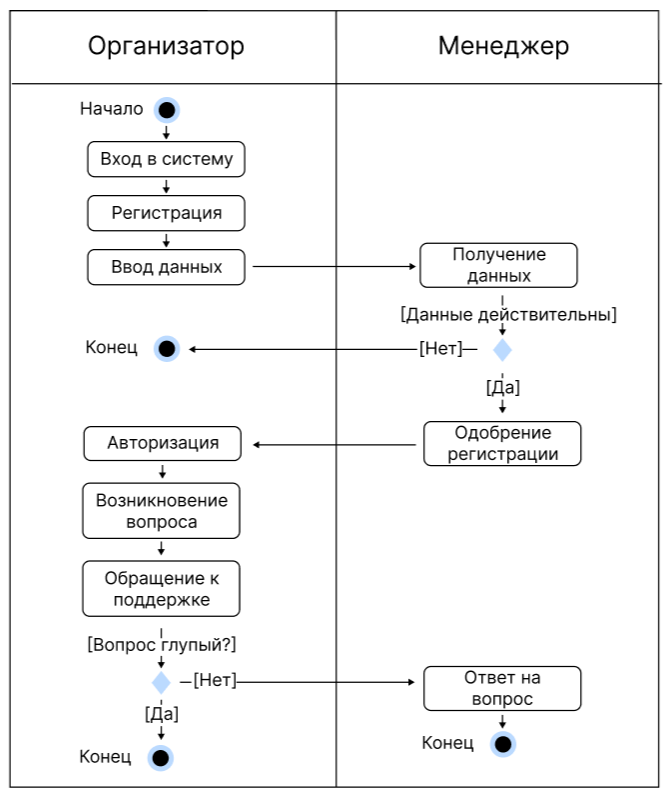 Организатор
Менеджер
Начало
Вход в систему
Регистрация
Ввод данных
Получение
данных
[Данные действительны]
Конец
[Нет]
[Да]
Авторизация
Одобрение
регистрации
Возникновение
вопроса
Обращение к
поддержке
[Вопрос глупый?]
[Нет]
Ответ на
вопрос
[Да]
Конец
Конец